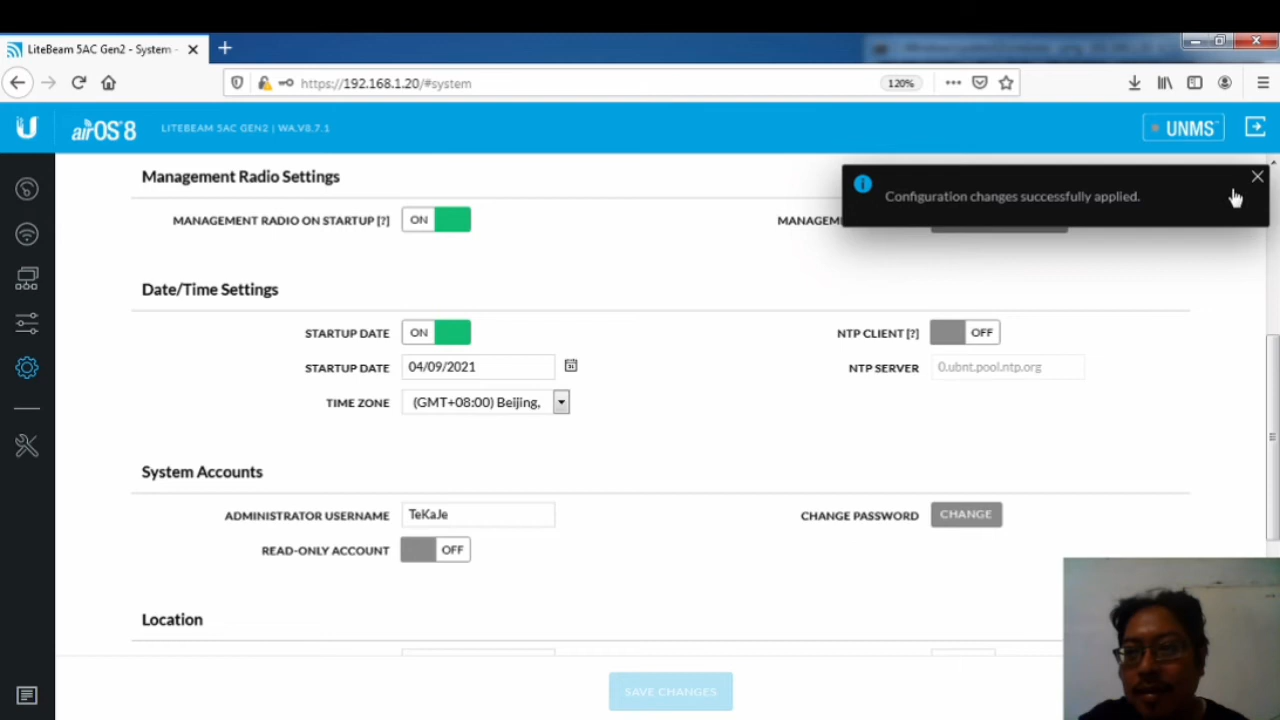 LiteBeam 5AC Gen2 - System -
https://192.168.1.20/#system
120%
airOS 8
LITEBEAM 5AC GEN2 | WA.V8.7.1
UNMS
Configuration changes successfully applied.
Management Radio Settings
MANAGEMENT RADIO ON STARTUP [?] ON
MANAGEM
Date/Time Settings
STARTUP DATE ON
NTP CLIENT [?] OFF
STARTUP DATE 04/09/2021
NTP SERVER 0.ubnt.pool.ntp.org
TIME ZONE (GMT+08:00) Beijing,
System Accounts
ADMINISTRATOR USERNAME TeKaJe
CHANGE PASSWORD CHANGE
READ-ONLY ACCOUNT OFF
Location
SAVE CHANGES